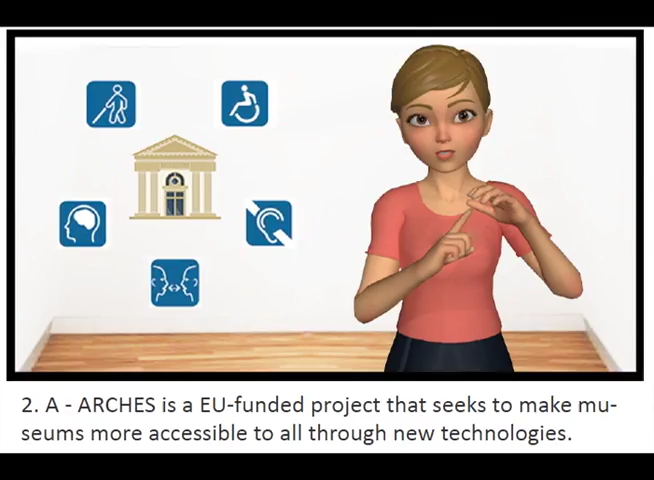 2. A - ARCHES is a EU-funded project that seeks to make mu-
seums more accessible to all through new technologies.